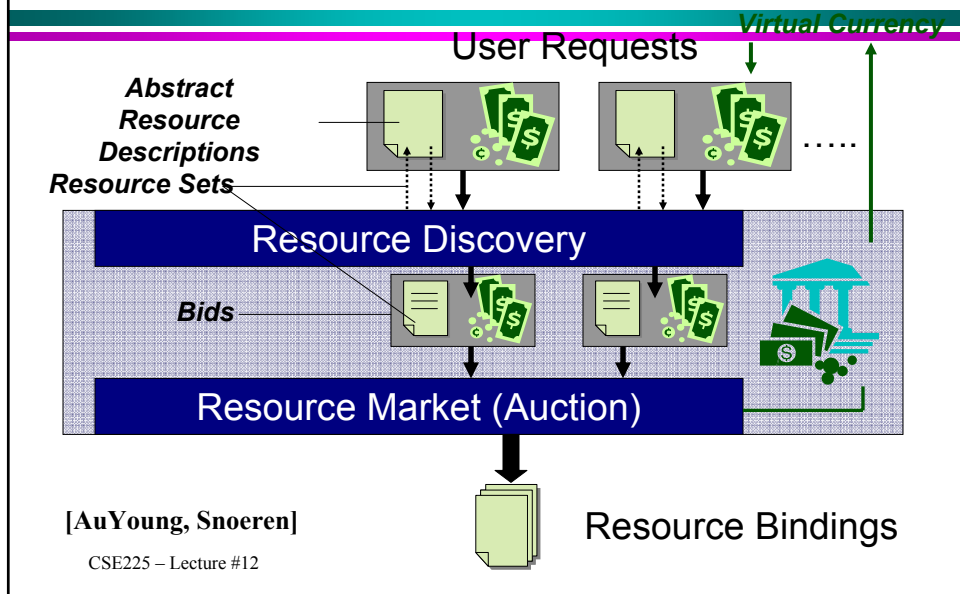 Virtual Currency
User Requests
Abstract
Resource
Descriptions
Resource Sets
$
$
$
¢
$
$
$
¢
.....
Resource Discovery
Bids
$
$
$
¢
$
$
$
¢
$
Resource Market (Auction)
[AuYoung, Snoeren]
Resource Bindings
CSE225 – Lecture #12